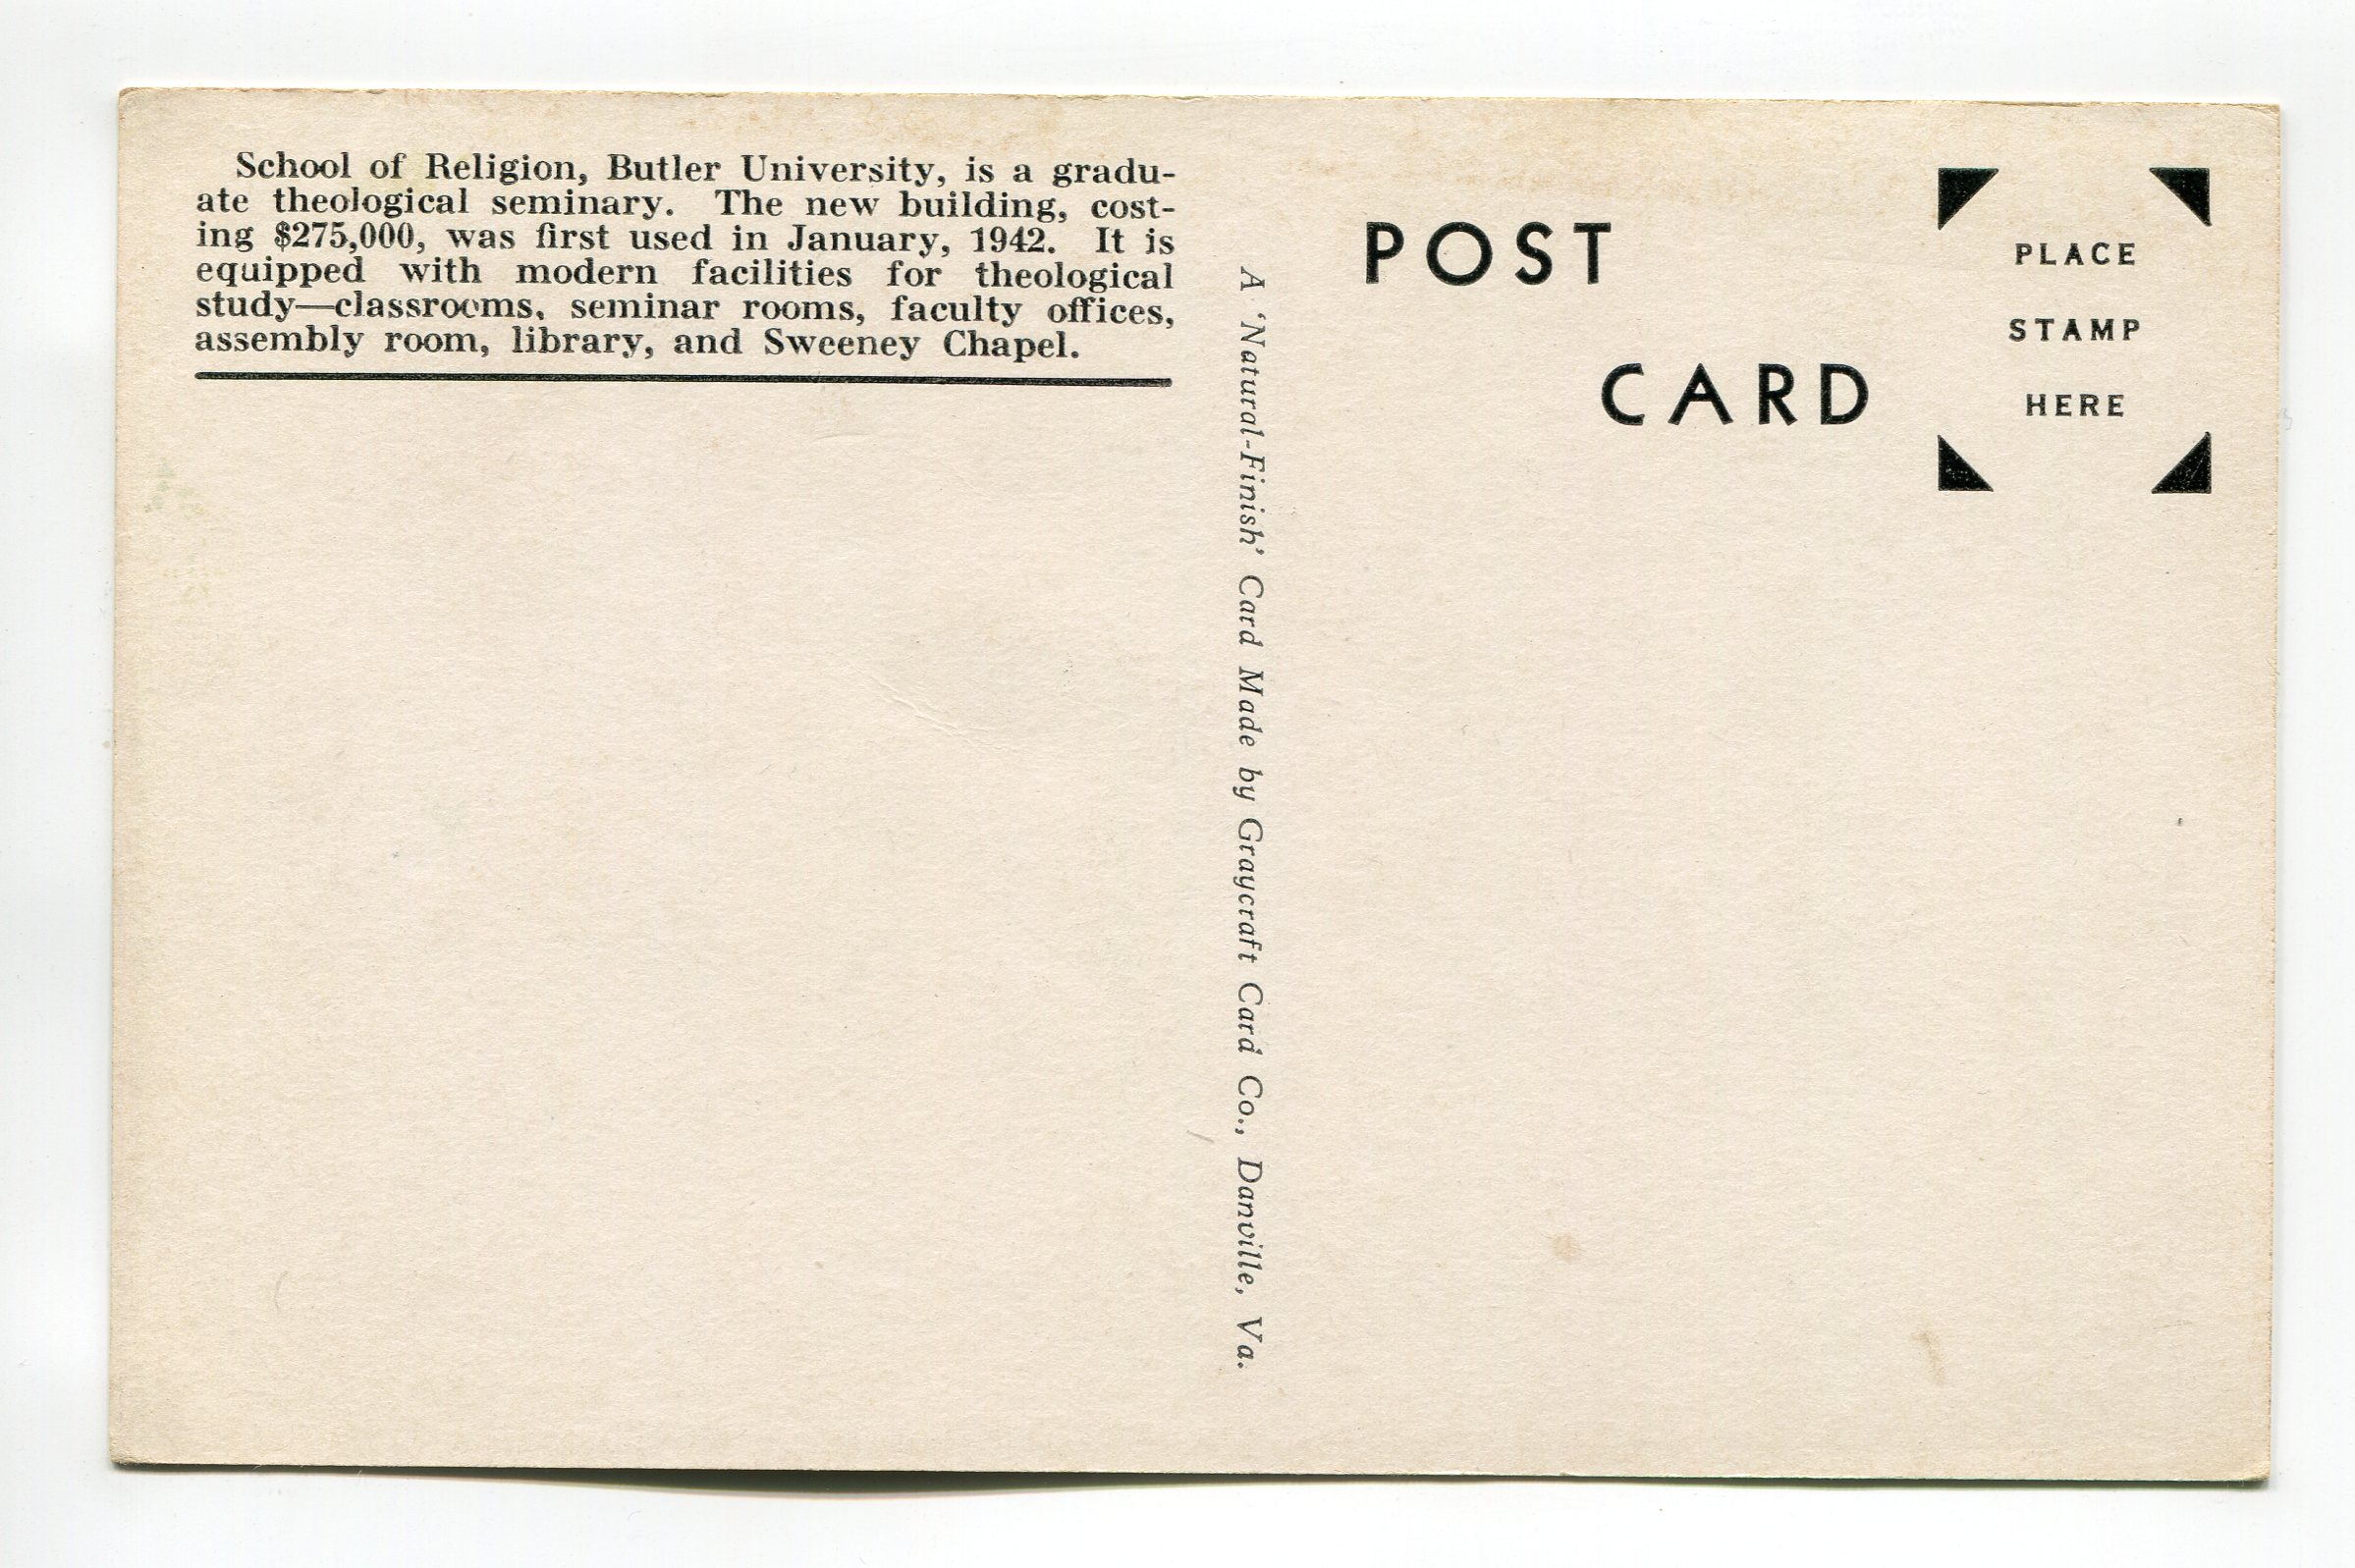 School of Religion, Butler University, is a gradu-
ate theological seminary. The new building, cost-
ing $275,000, was first used in January, 1942. It is
equipped with modern facilities for theological
study—classrooms, seminar rooms, faculty offices,
assembly room, library, and Sweeney Chapel.
A 'Natural-Finish' Card Made by Graycraft Card Co., Danville, Va.
POST
CARD
PLACE
STAMP
HERE